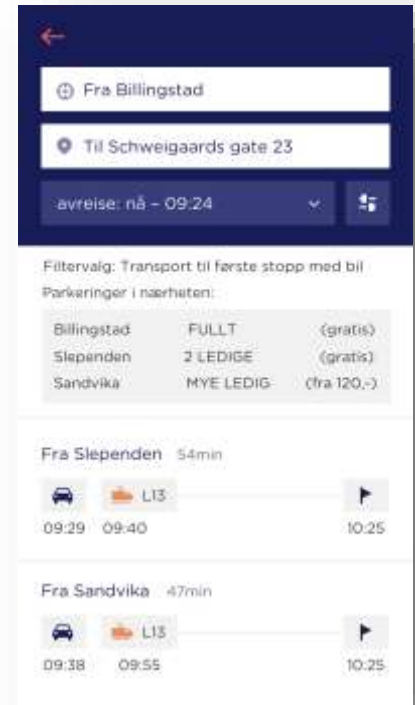 Fra Billingstad
Til Schweigaards gate 23
avreise: nå – 09:24
Filtervalg: Transport til første stopp med bil
Parkeringer i nærheten:
Billingstad FULLT (gratis)
Slependen 2 LEDIGE (gratis)
Sandvika MYE LEDIG (fra 120,-)
Fra Slependen 54min
L13
09:29 09:40 10:25
Fra Sandvika 47min
L13
09:38 09:55 10:25